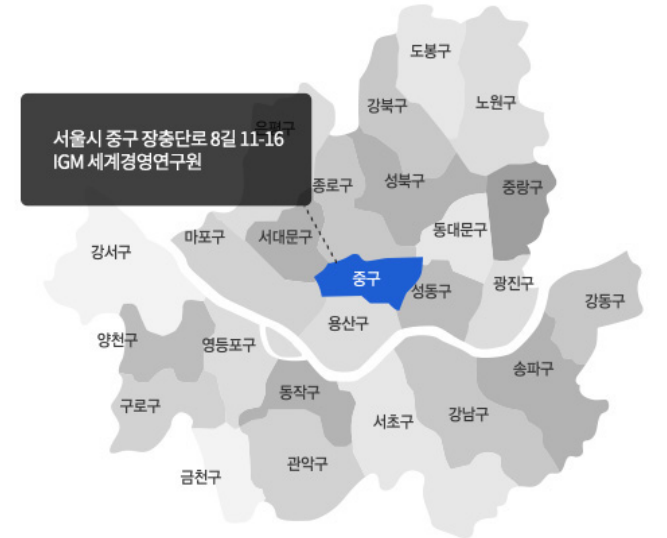 도봉구
노원구
강북구
은평구
서울시 중구 장충단로 8길 11-16
IGM 세계경영연구원
종로구
성북구
중랑구
동대문구
마포구
서대문구
강서구
중구
성동구
광진구
강동구
용산구
양천구
영등포구
송파구
동작구
구로구
서초구
강남구
관악구
금천구